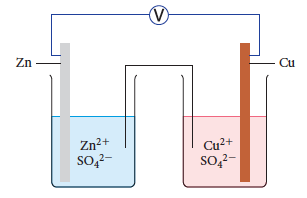 V
Zn
Cu
Zn²⁺
SO₄²⁻
Cu²⁺
SO₄²⁻